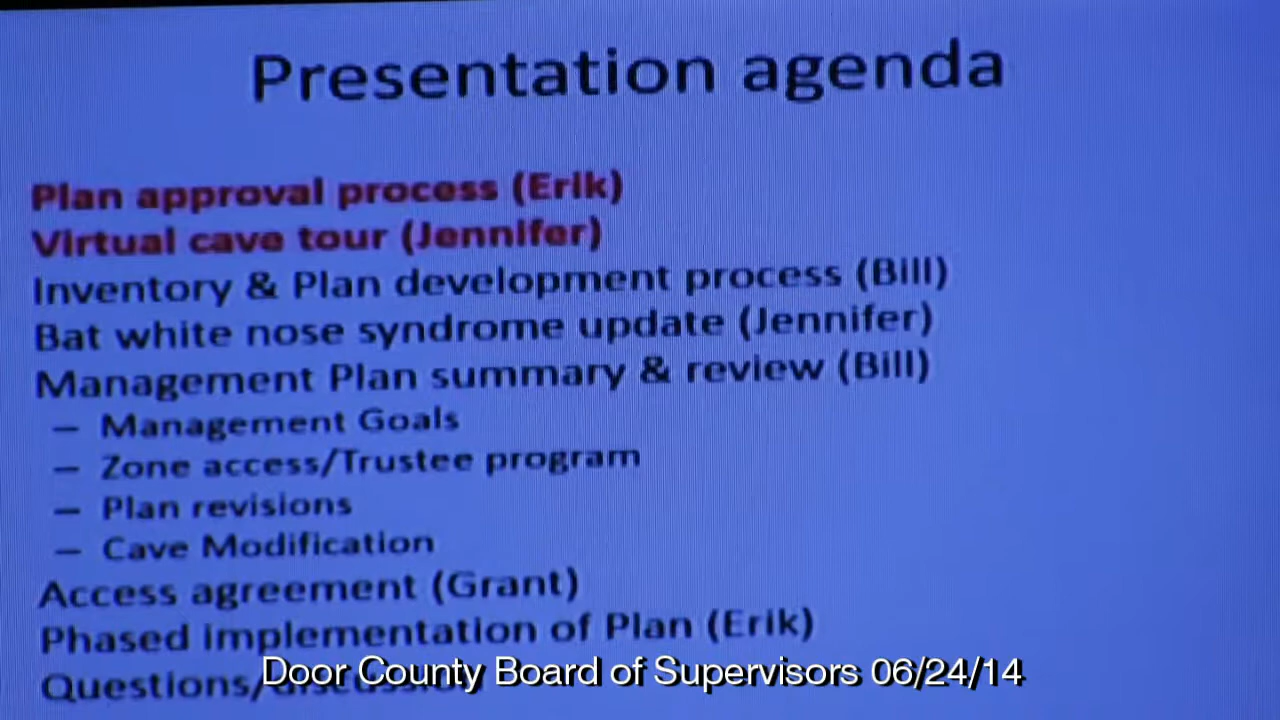 Presentation agenda
Plan approval process (Erik)
Virtual cave tour (Jennifer)
Inventory & Plan development process (Bill)
Bat white nose syndrome update (Jennifer)
Management Plan summary & review (Bill)
– Management Goals
– Zone access/Trustee program
– Plan revisions
– Cave Modification
Access agreement (Grant)
Phased implementation of Plan (Erik)
Questions/discussion
Door County Board of Supervisors 06/24/14